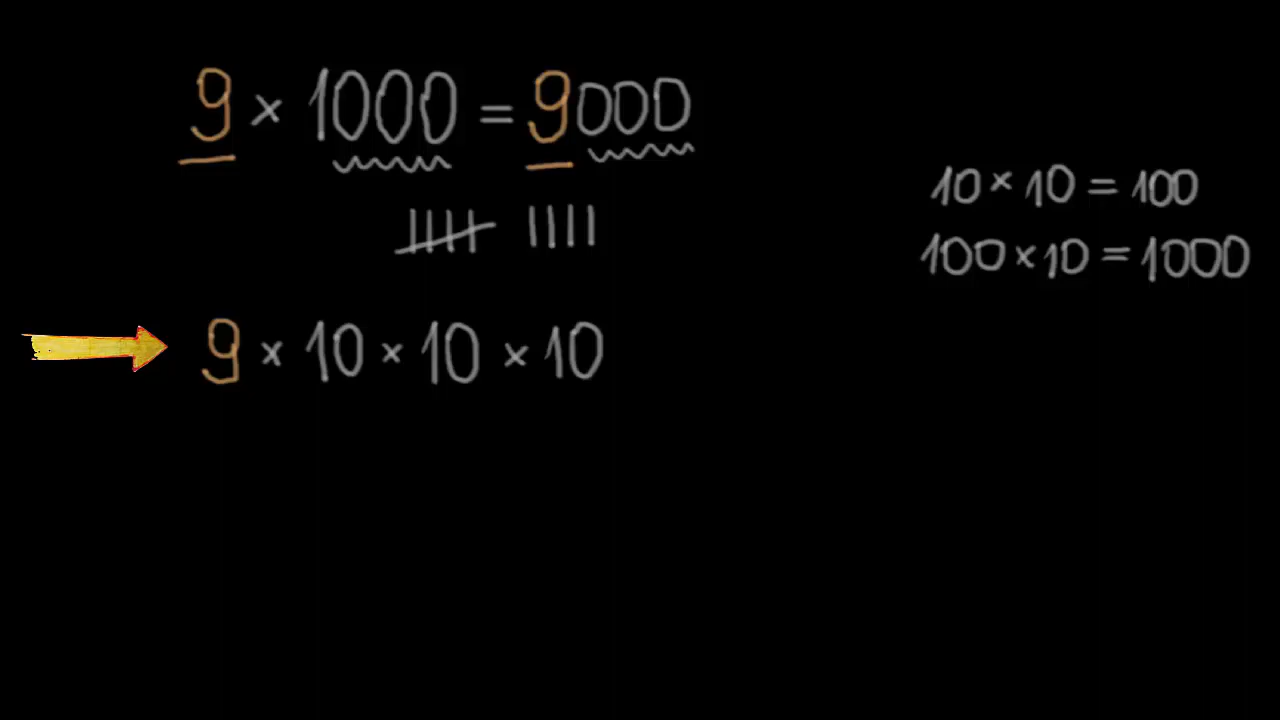 9 × 1000 = 9000
10 × 10 = 100
100 × 10 = 1000
9 × 10 × 10 × 10